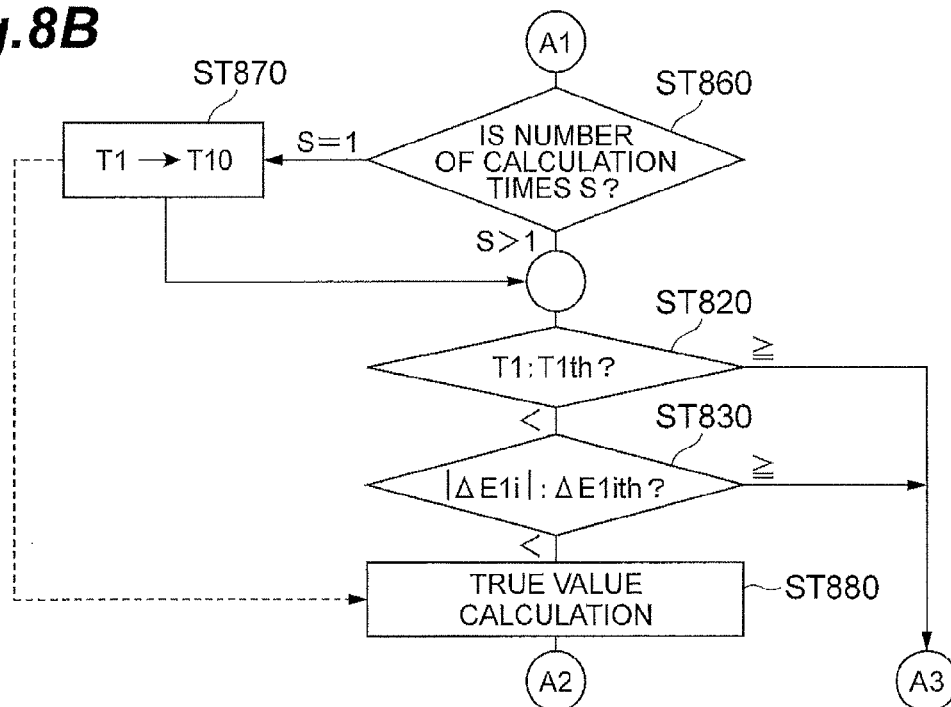 g.8B
A1
ST870
ST860
T1 → T10
S=1
IS NUMBER
OF CALCULATION
TIMES S?
S>1
ST820
T1:T1th?
≧
<
ST830
|ΔE1i|:ΔE1ith?
≧
<
TRUE VALUE
CALCULATION
ST880
A2
A3